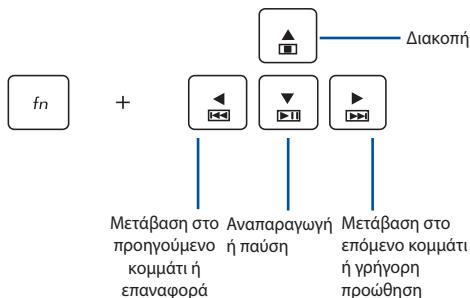 Διακοπή
fn
+
Μετάβαση στο
προηγούμενο
κομμάτι ή
επαναφορά
Αναπαραγωγή
ή παύση
Μετάβαση στο
επόμενο κομμάτι
ή γρήγορη
προώθηση